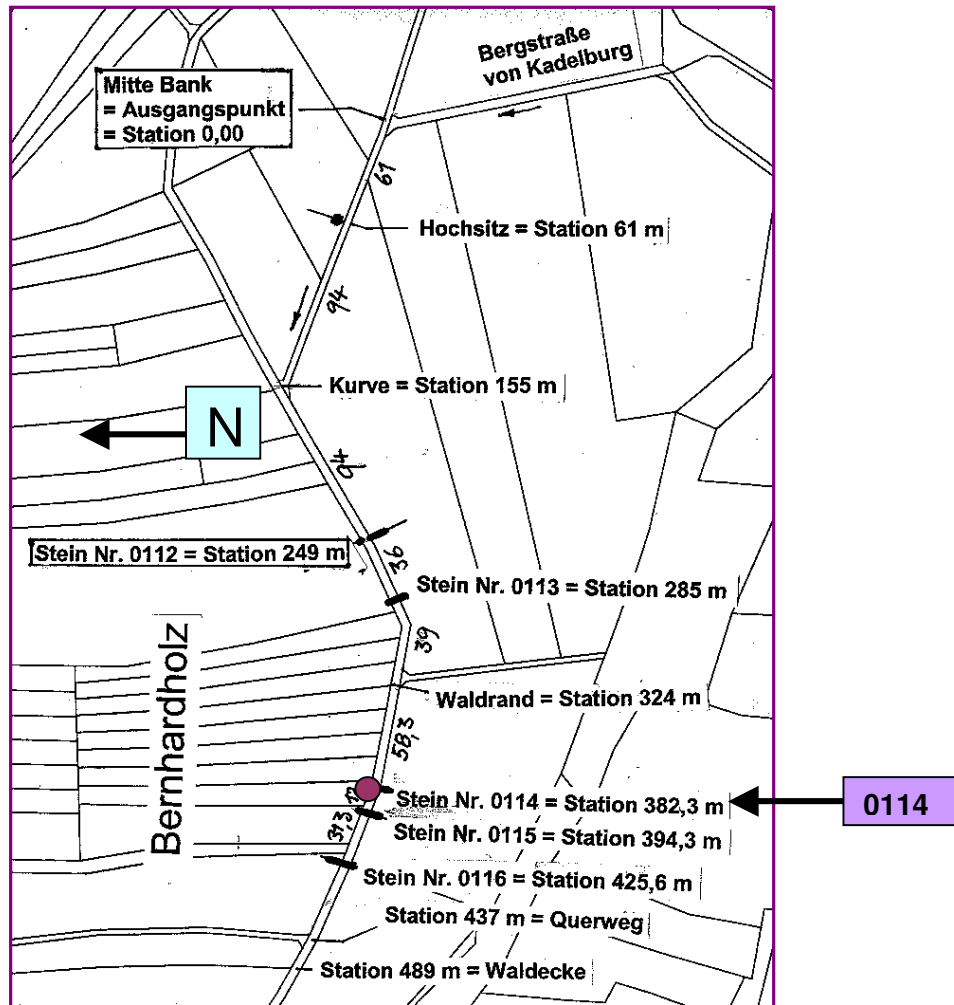 Bergstraße
von Kadelburg
Mitte Bank
= Ausgangspunkt
= Station 0,00
61
Hochsitz = Station 61 m
94
Kurve = Station 155 m
N
94
Stein Nr. 0112 = Station 249 m
36
Stein Nr. 0113 = Station 285 m
39
Bernhardholz
Waldrand = Station 324 m
58,3
12
Stein Nr. 0114 = Station 382,3 m
0114
31,3
Stein Nr. 0115 = Station 394,3 m
Stein Nr. 0116 = Station 425,6 m
Station 437 m = Querweg
Station 489 m = Waldecke